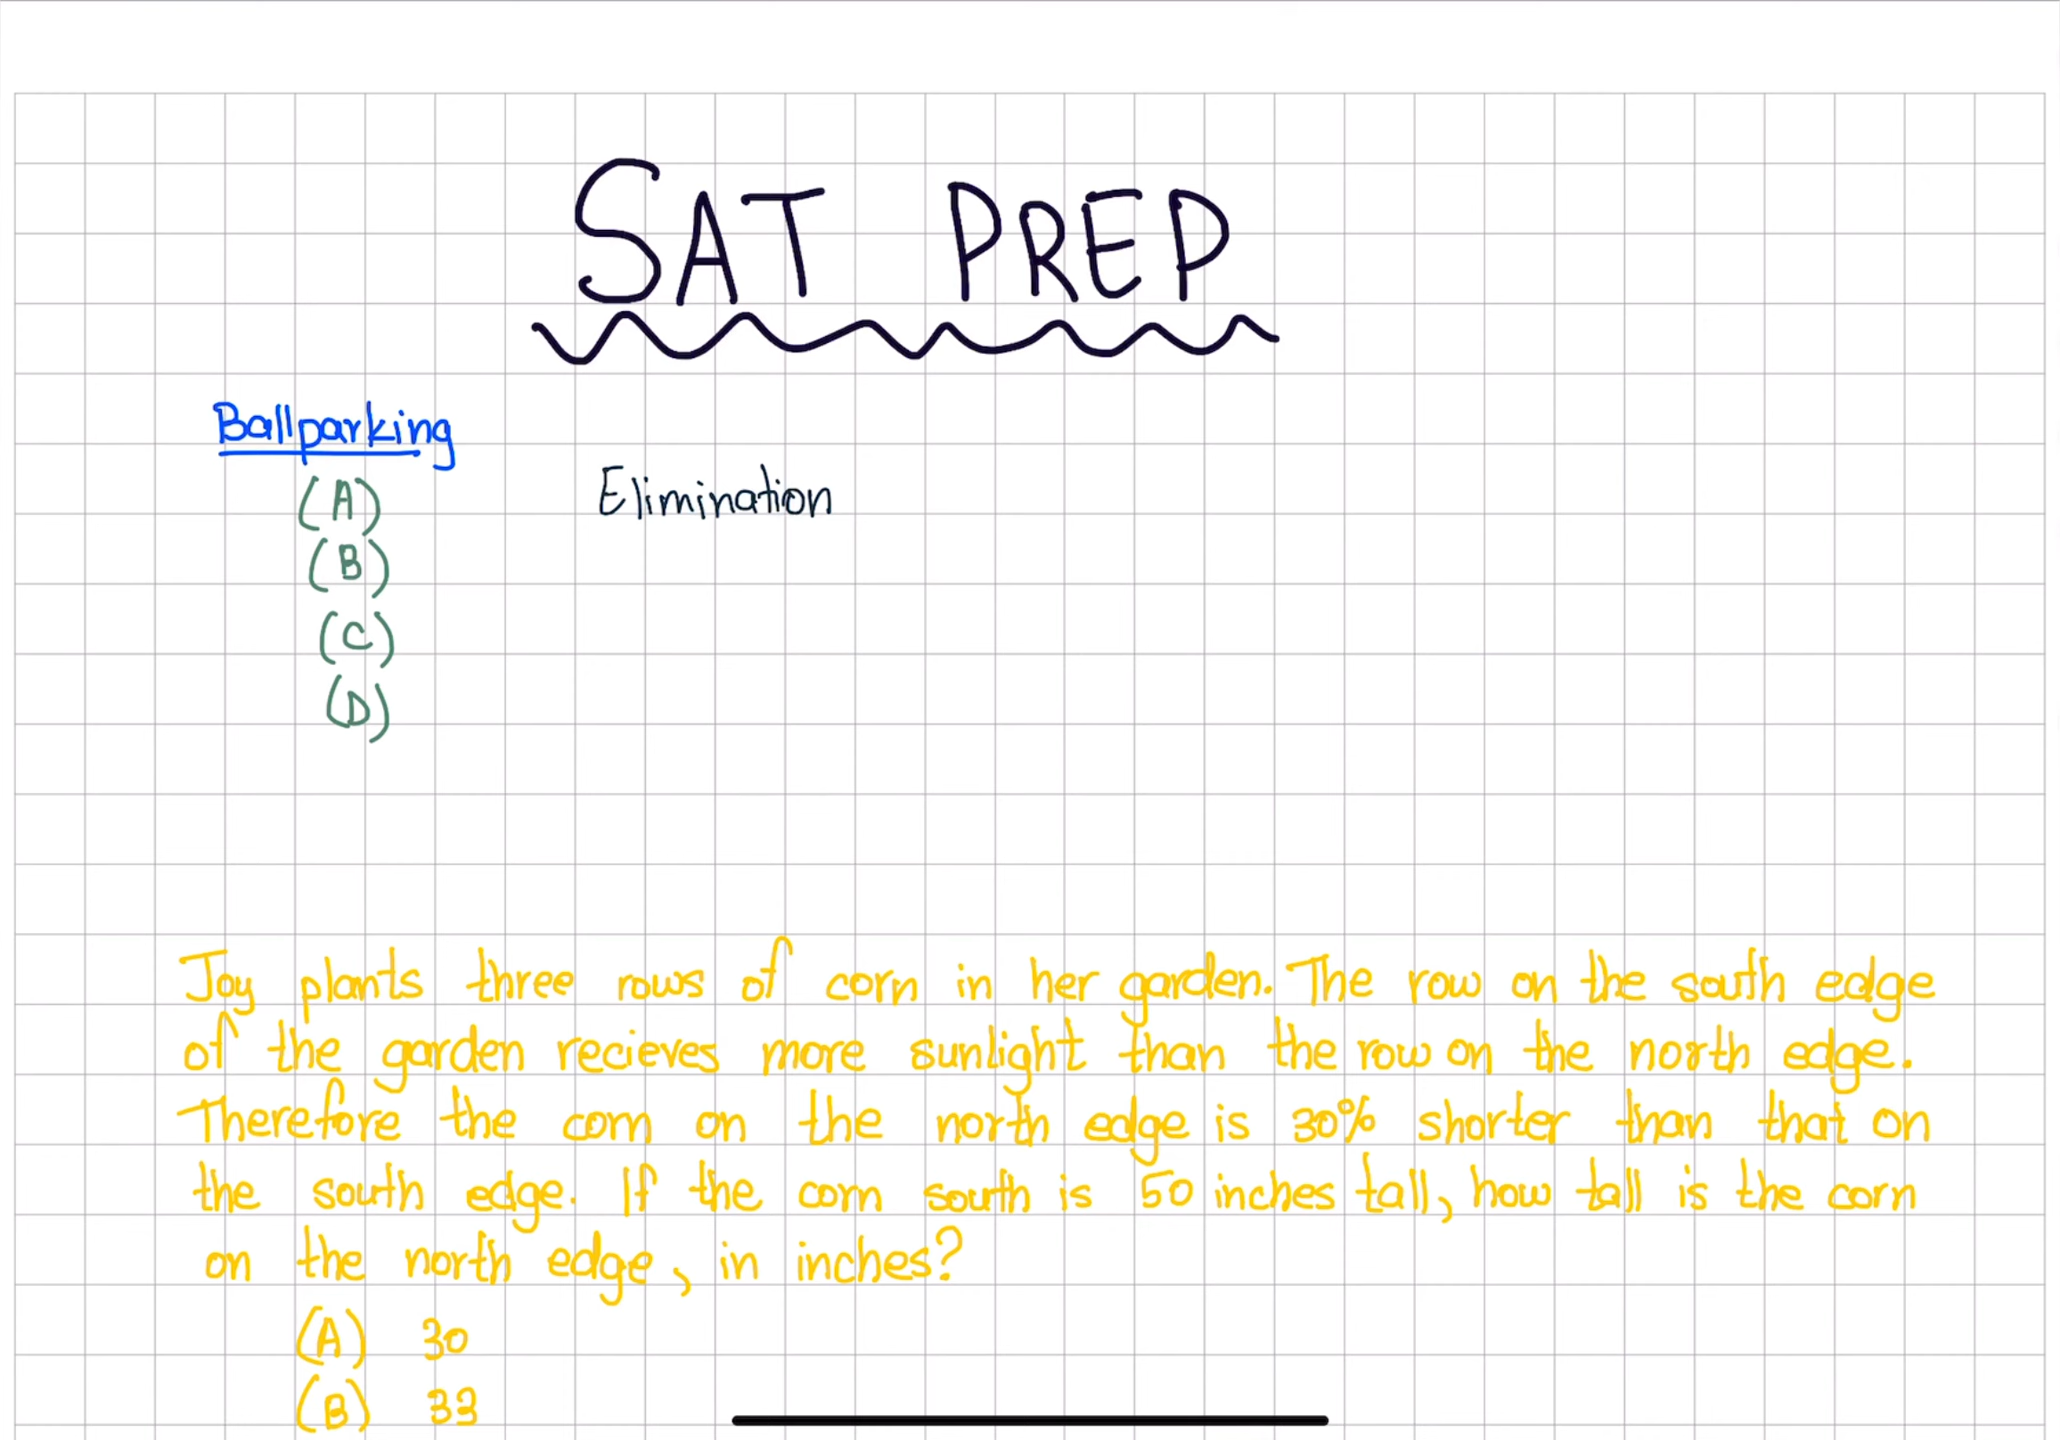 SAT PREP
Ballparking
(A)
Elimination
(B)
(C)
(D)
Joy plants three rows of corn in her garden. The row on the south edge
of the garden recieves more sunlight than the row on the north edge.
Therefore the corn on the north edge is 30% shorter than that on
the south edge. If the corn south is 50 inches tall, how tall is the corn
on the north edge, in inches?
(A) 30
(B) 33